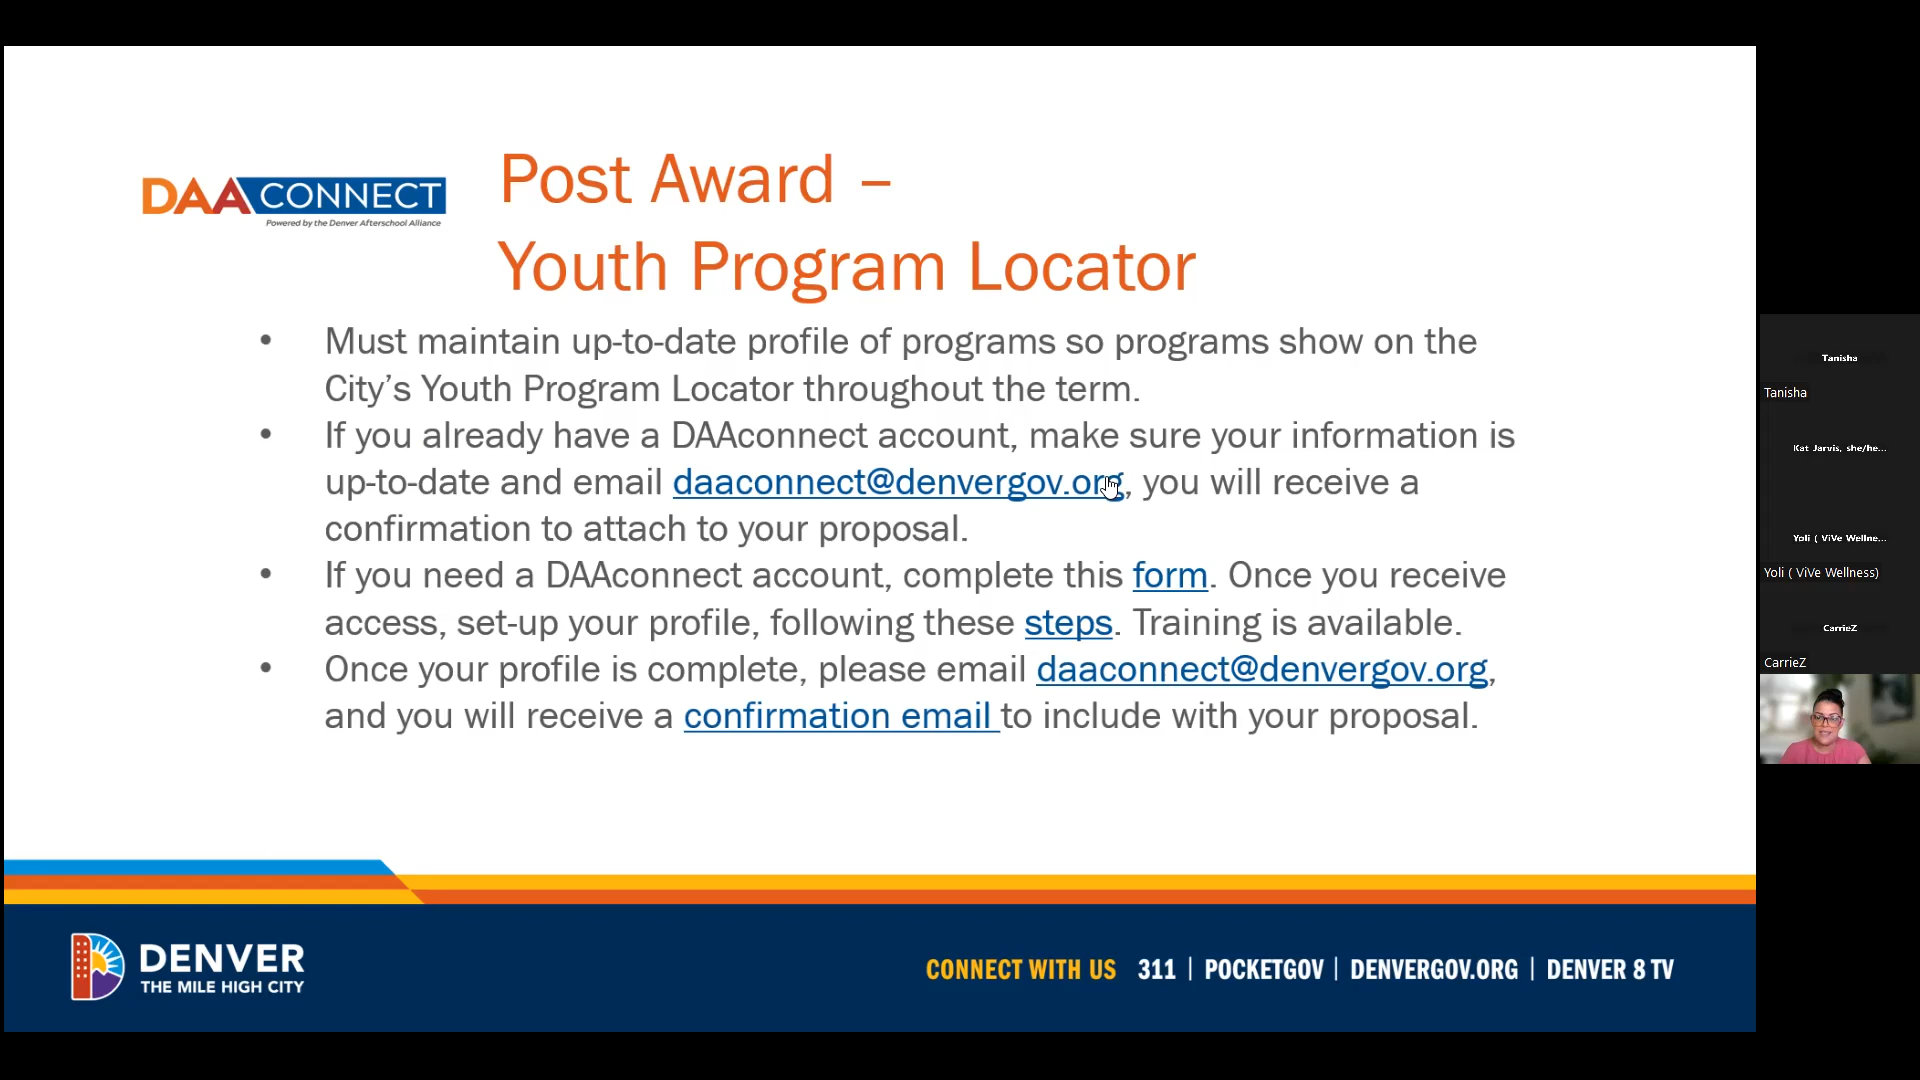 DAACONNECT
Powered by the Denver Afterschool Alliance
Post Award –
Youth Program Locator
• Must maintain up-to-date profile of programs so programs show on the
City’s Youth Program Locator throughout the term.
• If you already have a DAAconnect account, make sure your information is
up-to-date and email daaconnect@denvergov.org, you will receive a
confirmation to attach to your proposal.
• If you need a DAAconnect account, complete this form. Once you receive
access, set-up your profile, following these steps. Training is available.
• Once your profile is complete, please email daaconnect@denvergov.org,
and you will receive a confirmation email to include with your proposal.
DENVER
THE MILE HIGH CITY
CONNECT WITH US 311 | POCKETGOV | DENVERGOV.ORG | DENVER 8 TV
Tanisha
Tanisha
Kat Jarvis, she/he...
Yoli ( ViVe Wellne...
Yoli ( ViVe Wellness)
CarrieZ
CarrieZ